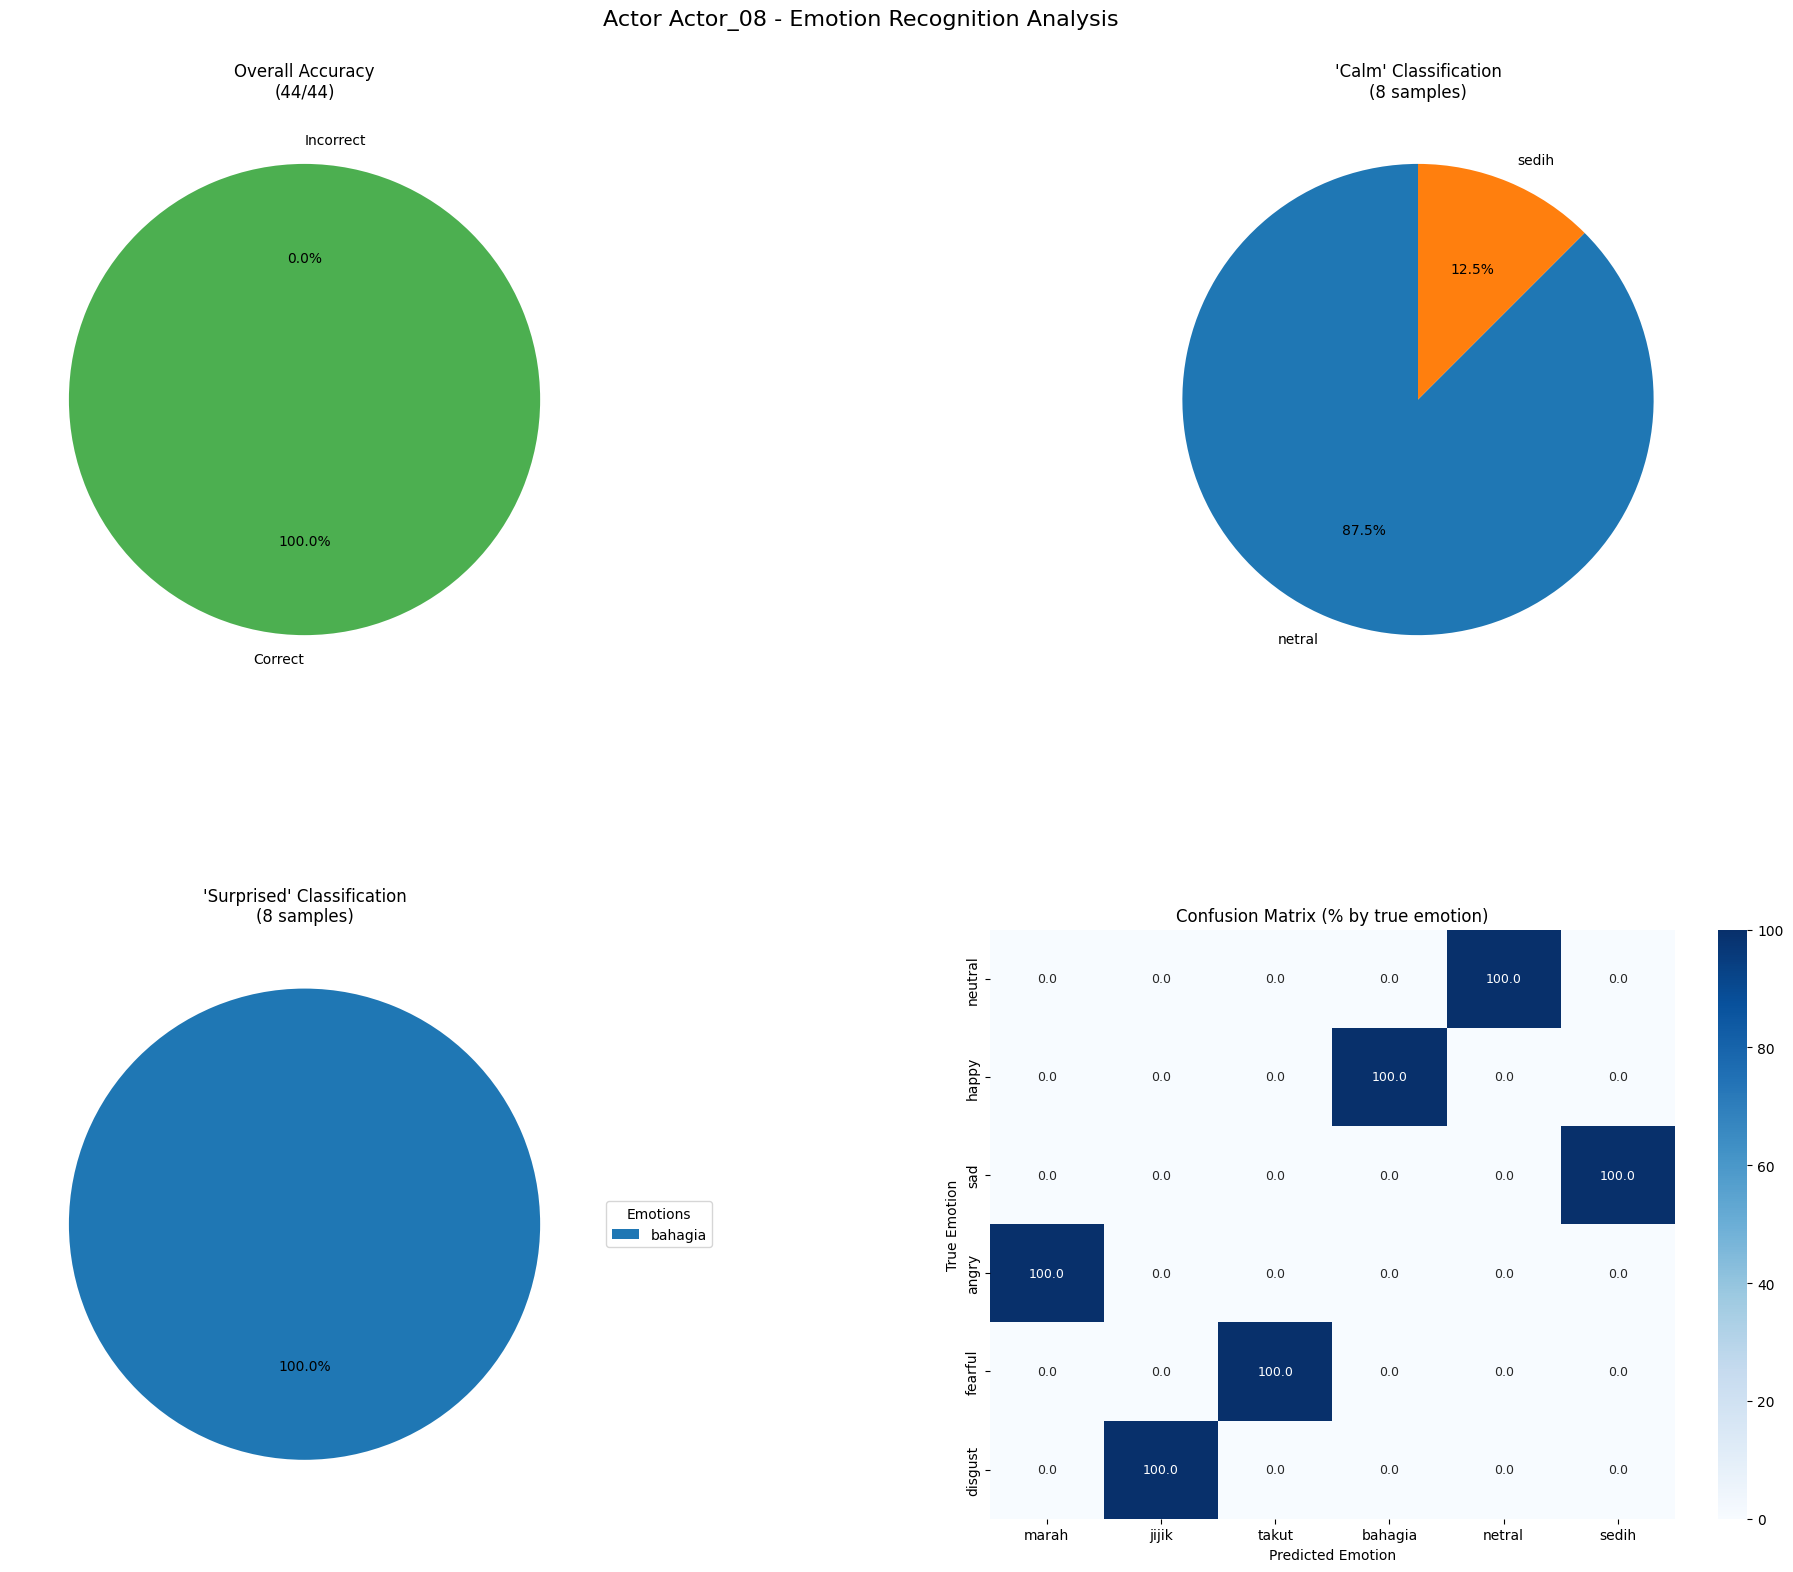 Actor Actor_08 - Emotion Recognition Analysis
Overall Accuracy
(44/44)
Incorrect
0.0%
100.0%
Correct
'Calm' Classification
(8 samples)
sedih
12.5%
87.5%
netral
'Surprised' Classification
(8 samples)
100.0%
Emotions
bahagia
Confusion Matrix (% by true emotion)
True Emotion
neutral 0.0 0.0 0.0 0.0 100.0 0.0
happy 0.0 0.0 0.0 100.0 0.0 0.0
sad 0.0 0.0 0.0 0.0 0.0 100.0
angry 100.0 0.0 0.0 0.0 0.0 0.0
fearful 0.0 0.0 100.0 0.0 0.0 0.0
disgust 0.0 100.0 0.0 0.0 0.0 0.0
marah jijik takut bahagia netral sedih
Predicted Emotion
100
80
60
40
20
0